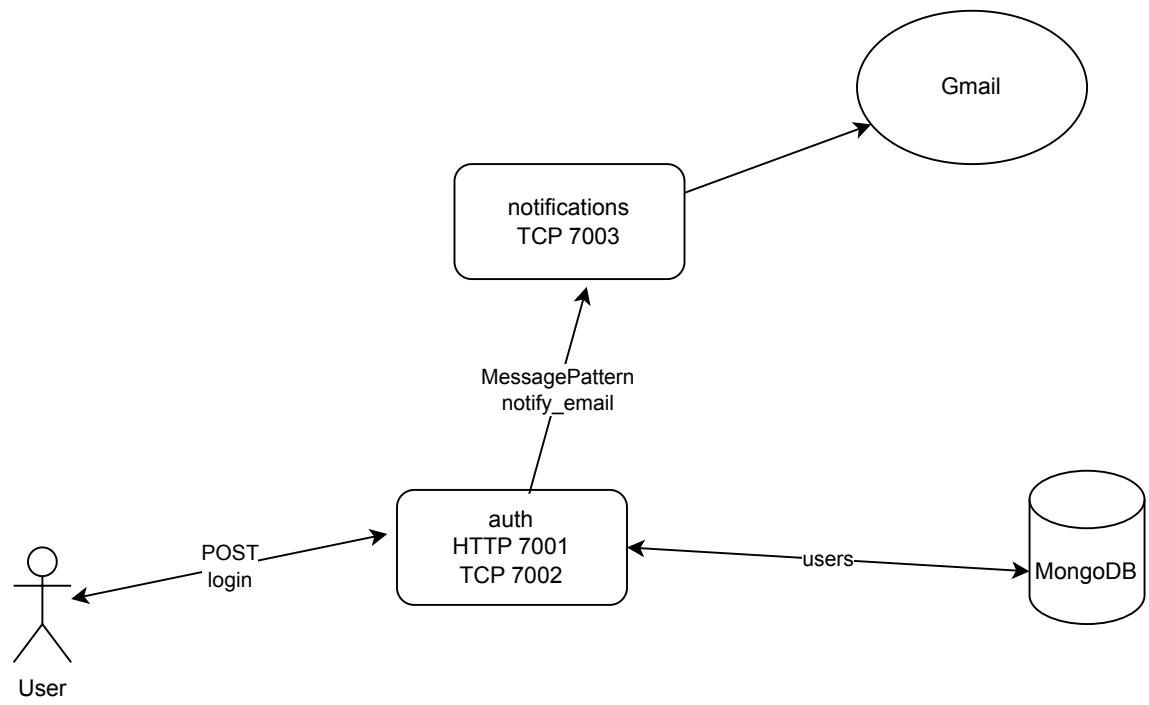 Gmail
notifications
TCP 7003
MessagePattern
notify_email
auth
HTTP 7001
TCP 7002
POST
login
users
MongoDB
User